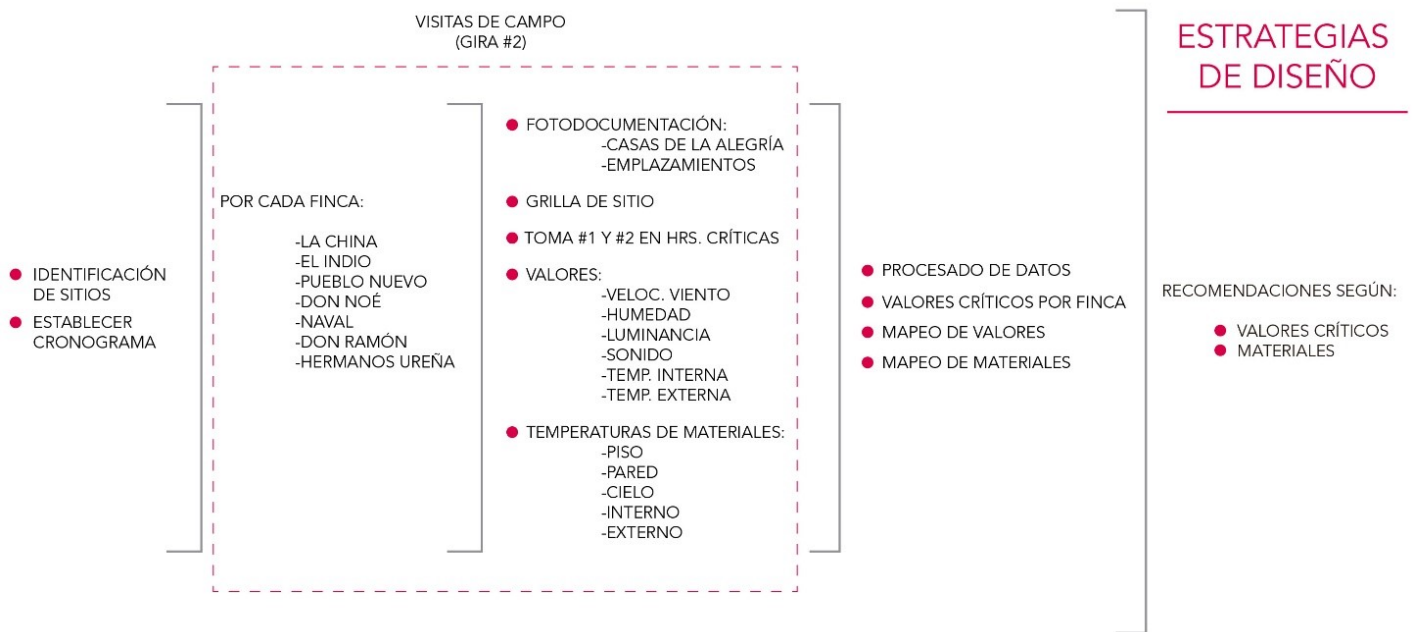 VISITAS DE CAMPO
(GIRA #2)
● IDENTIFICACIÓN
DE SITIOS
● ESTABLECER
CRONOGRAMA
POR CADA FINCA:
-LA CHINA
-EL INDIO
-PUEBLO NUEVO
-DON NOÉ
-NAVAL
-DON RAMÓN
-HERMANOS UREÑA
● FOTODOCUMENTACIÓN:
-CASAS DE LA ALEGRÍA
-EMPLAZAMIENTOS
● GRILLA DE SITIO
● TOMA #1 Y #2 EN HRS. CRÍTICAS
● VALORES:
-VELOC. VIENTO
-HUMEDAD
-LUMINANCIA
-SONIDO
-TEMP. INTERNA
-TEMP. EXTERNA
● TEMPERATURAS DE MATERIALES:
-PISO
-PARED
-CIELO
-INTERNO
-EXTERNO
● PROCESADO DE DATOS
● VALORES CRÍTICOS POR FINCA
● MAPEO DE VALORES
● MAPEO DE MATERIALES
ESTRATEGIAS
DE DISEÑO
RECOMENDACIONES SEGÚN:
● VALORES CRÍTICOS
● MATERIALES